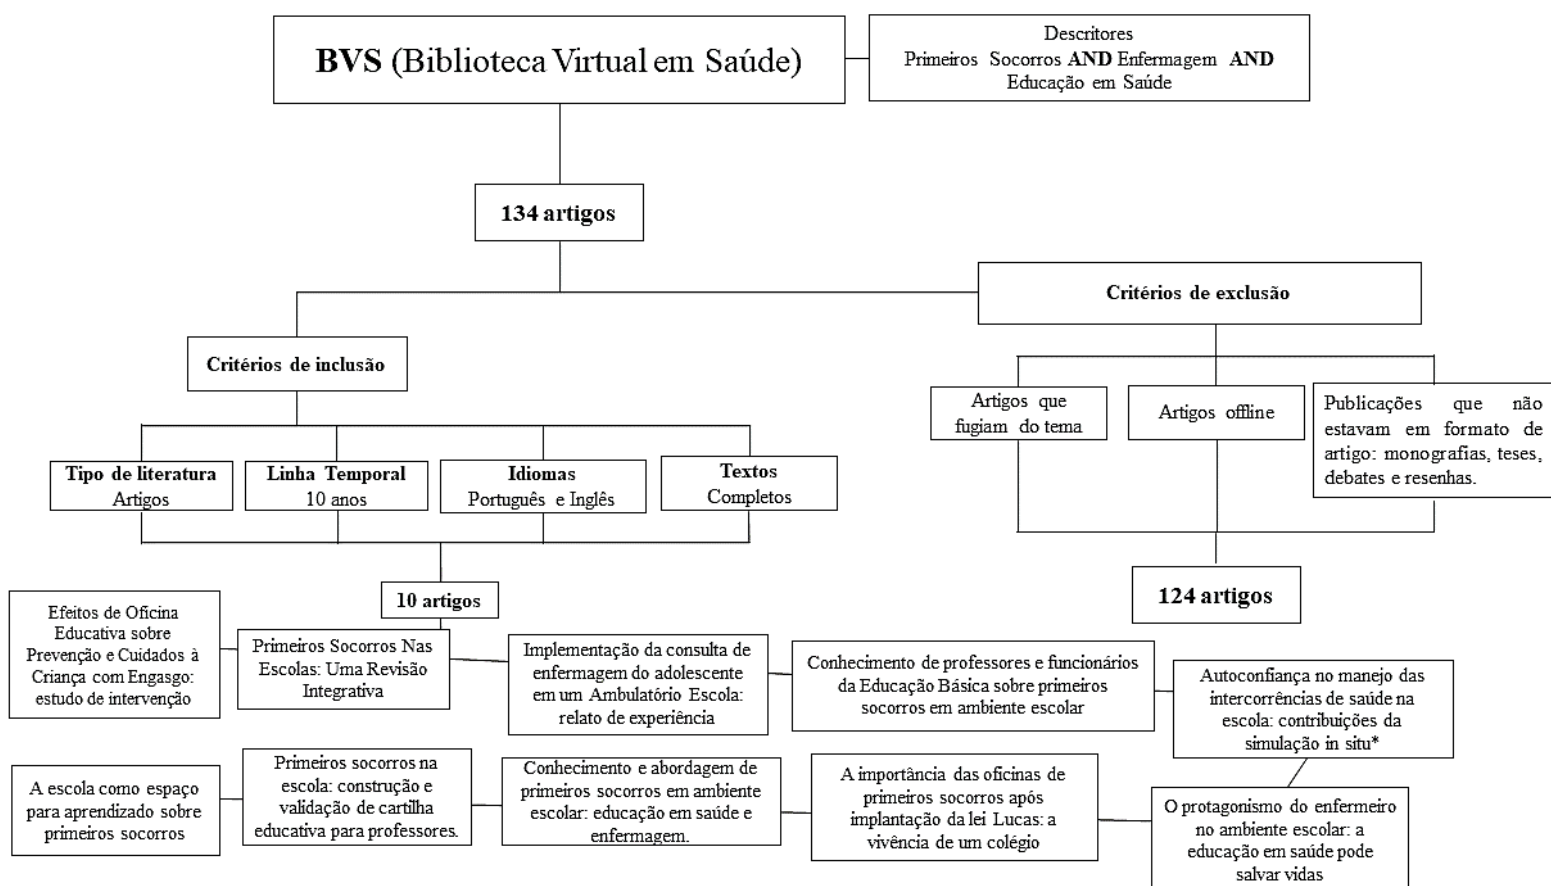 BVS (Biblioteca Virtual em Saúde)
Descritores
Primeiros Socorros AND Enfermagem AND
Educação em Saúde
134 artigos
Critérios de exclusão
Critérios de inclusão
Artigos que
fugiam do tema
Artigos offline
Publicações que não
estavam em formato de
artigo: monografias, teses,
debates e resenhas.
Tipo de literatura
Artigos
Linha Temporal
10 anos
Idiomas
Português e Inglês
Textos
Completos
10 artigos
124 artigos
Efeitos de Oficina
Educativa sobre
Prevenção e Cuidados à
Criança com Engasgo:
estudo de intervenção
Primeiros Socorros Nas
Escolas: Uma Revisão
Integrativa
Implementação da consulta de
enfermagem do adolescente
em um Ambulatório Escola:
relato de experiência
Conhecimento de professores e funcionários
da Educação Básica sobre primeiros
socorros em ambiente escolar
Autoconfiança no manejo das
intercorrências de saúde na
escola: contribuições da
simulação in situ*
A escola como espaço
para aprendizado sobre
primeiros socorros
Primeiros socorros na
escola: construção e
validação de cartilha
educativa para professores.
Conhecimento e abordagem de
primeiros socorros em ambiente
escolar: educação em saúde e
enfermagem.
A importância das oficinas de
primeiros socorros após
implantação da lei Lucas: a
vivência de um colégio
O protagonismo do enfermeiro
no ambiente escolar: a
educação em saúde pode
salvar vidas